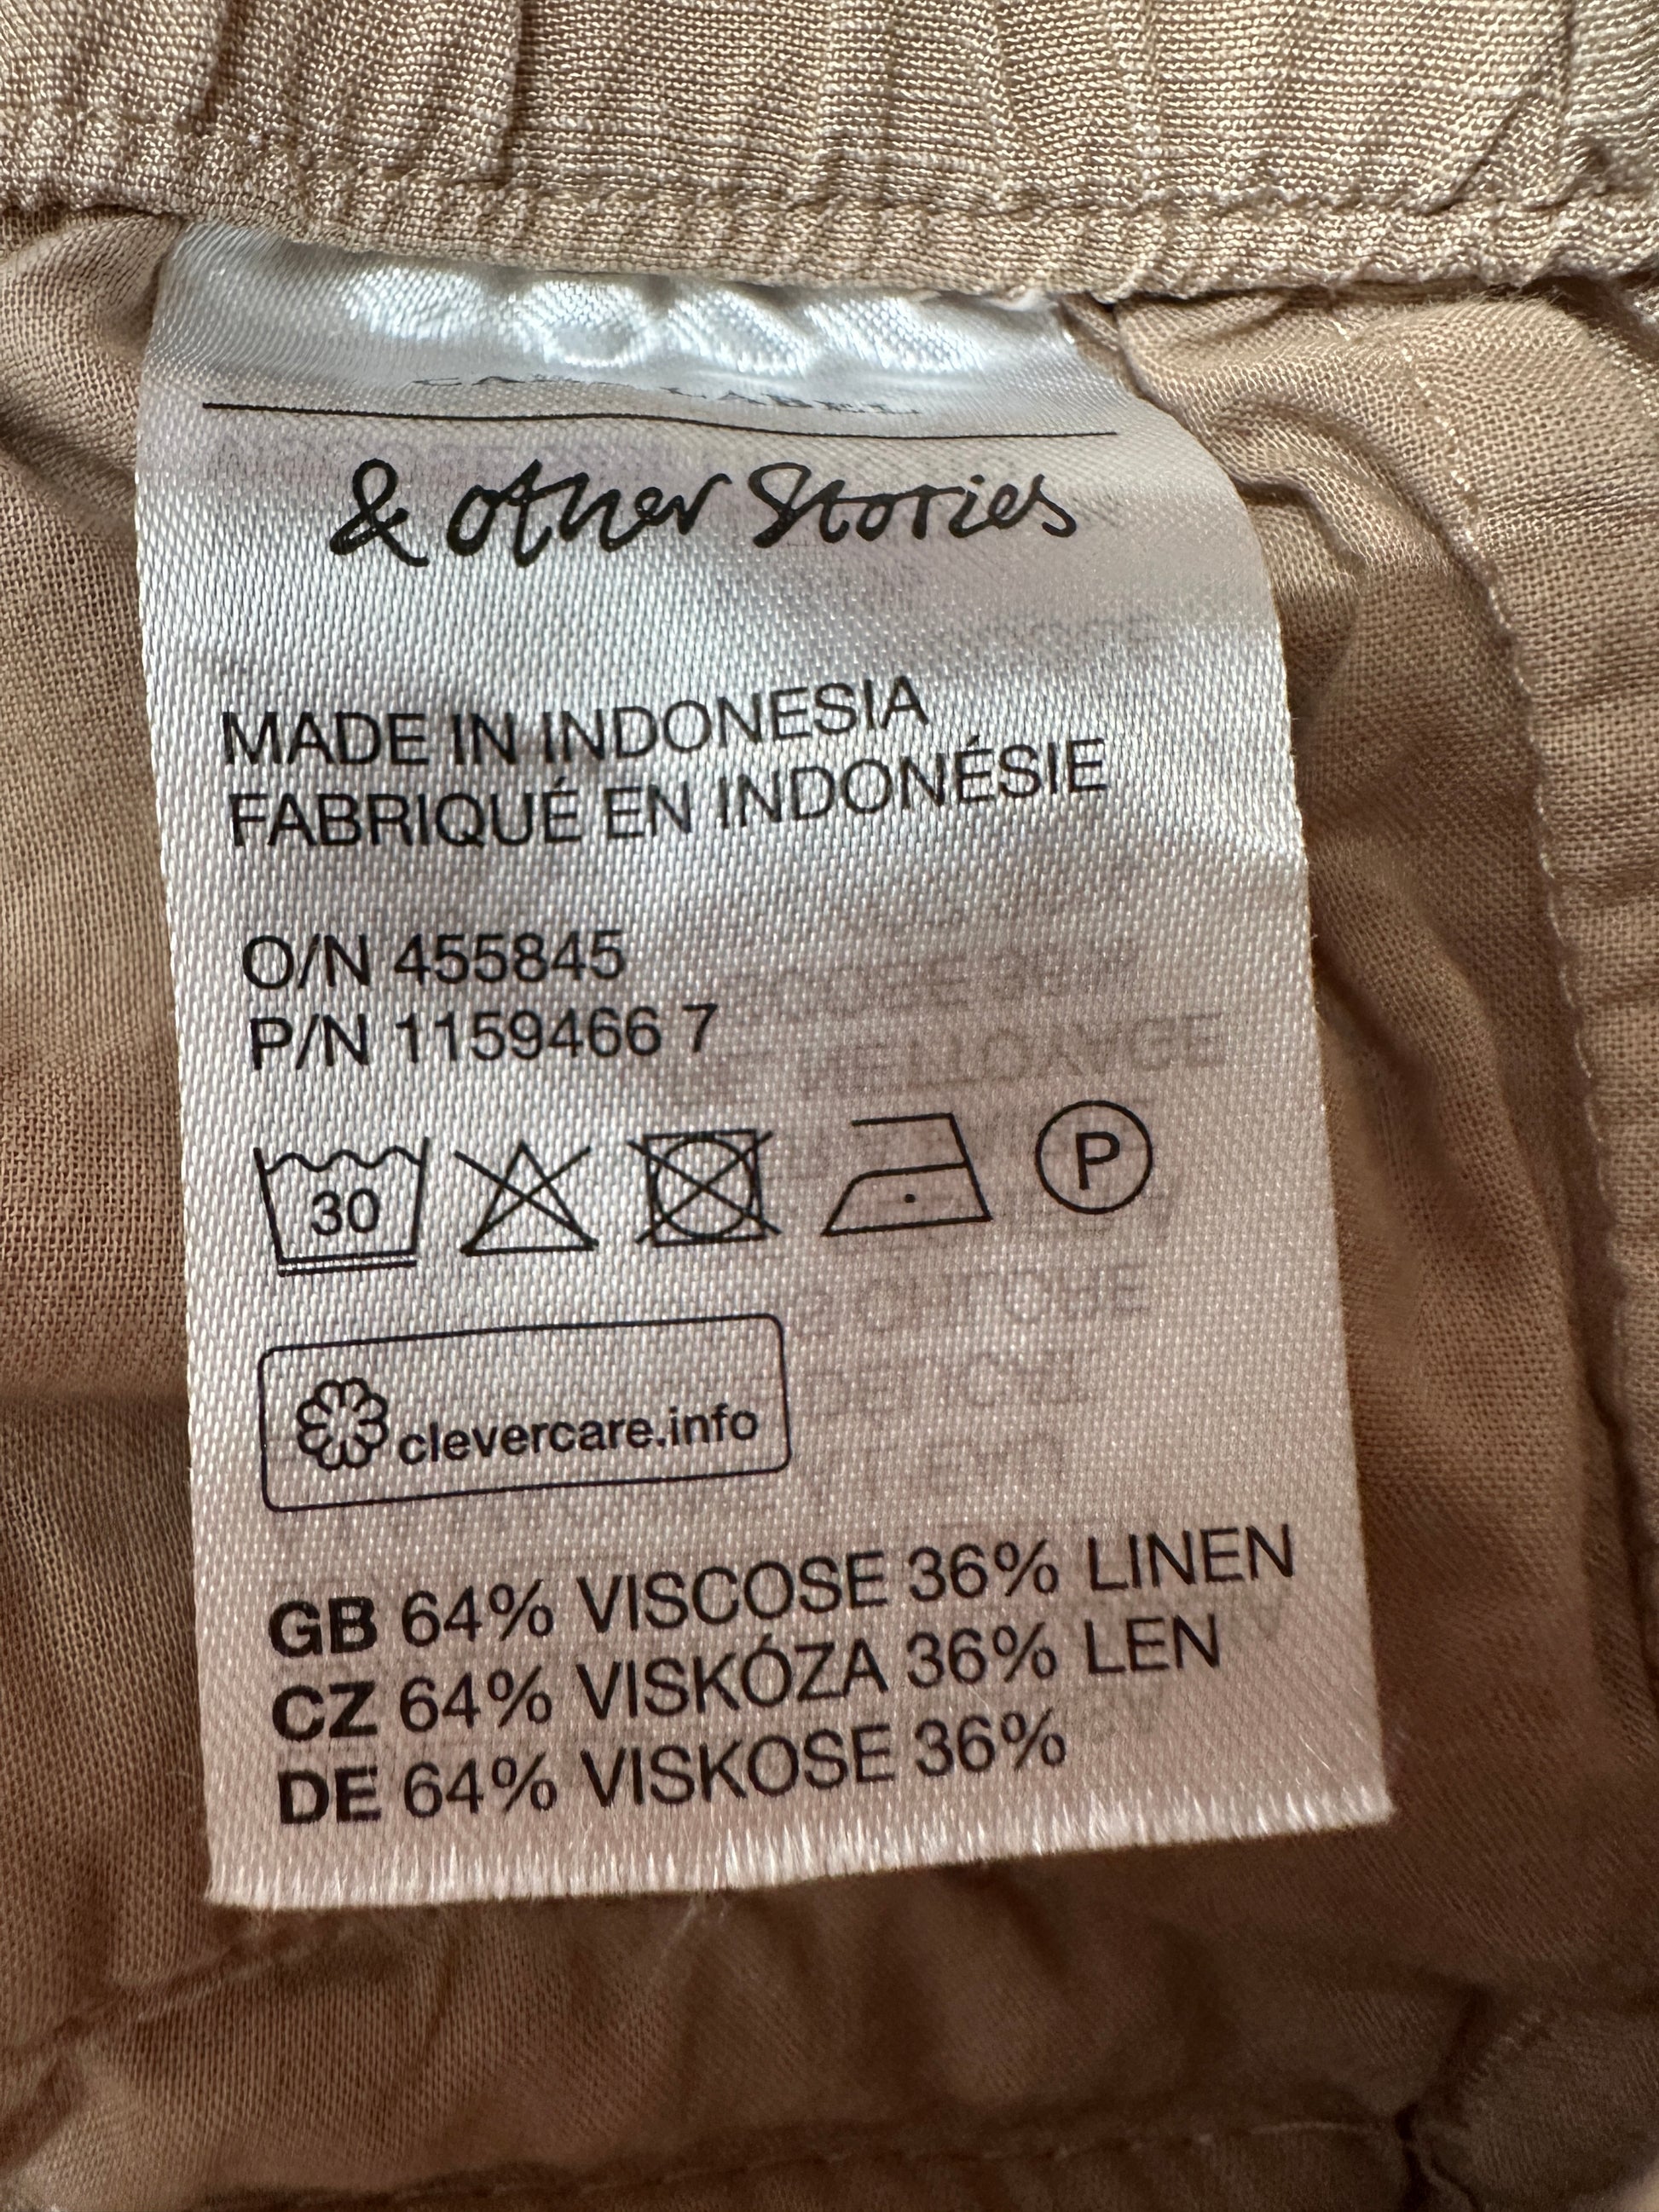 & Other Stories
MADE IN INDONESIA
FABRIQUÉ EN INDONÉSIE
O/N 455845
P/N 1159466 7
30 P
clevercare.info
GB 64% VISCOSE 36% LINEN
CZ 64% VISKÓZA 36% LEN
DE 64% VISKOSE 36%